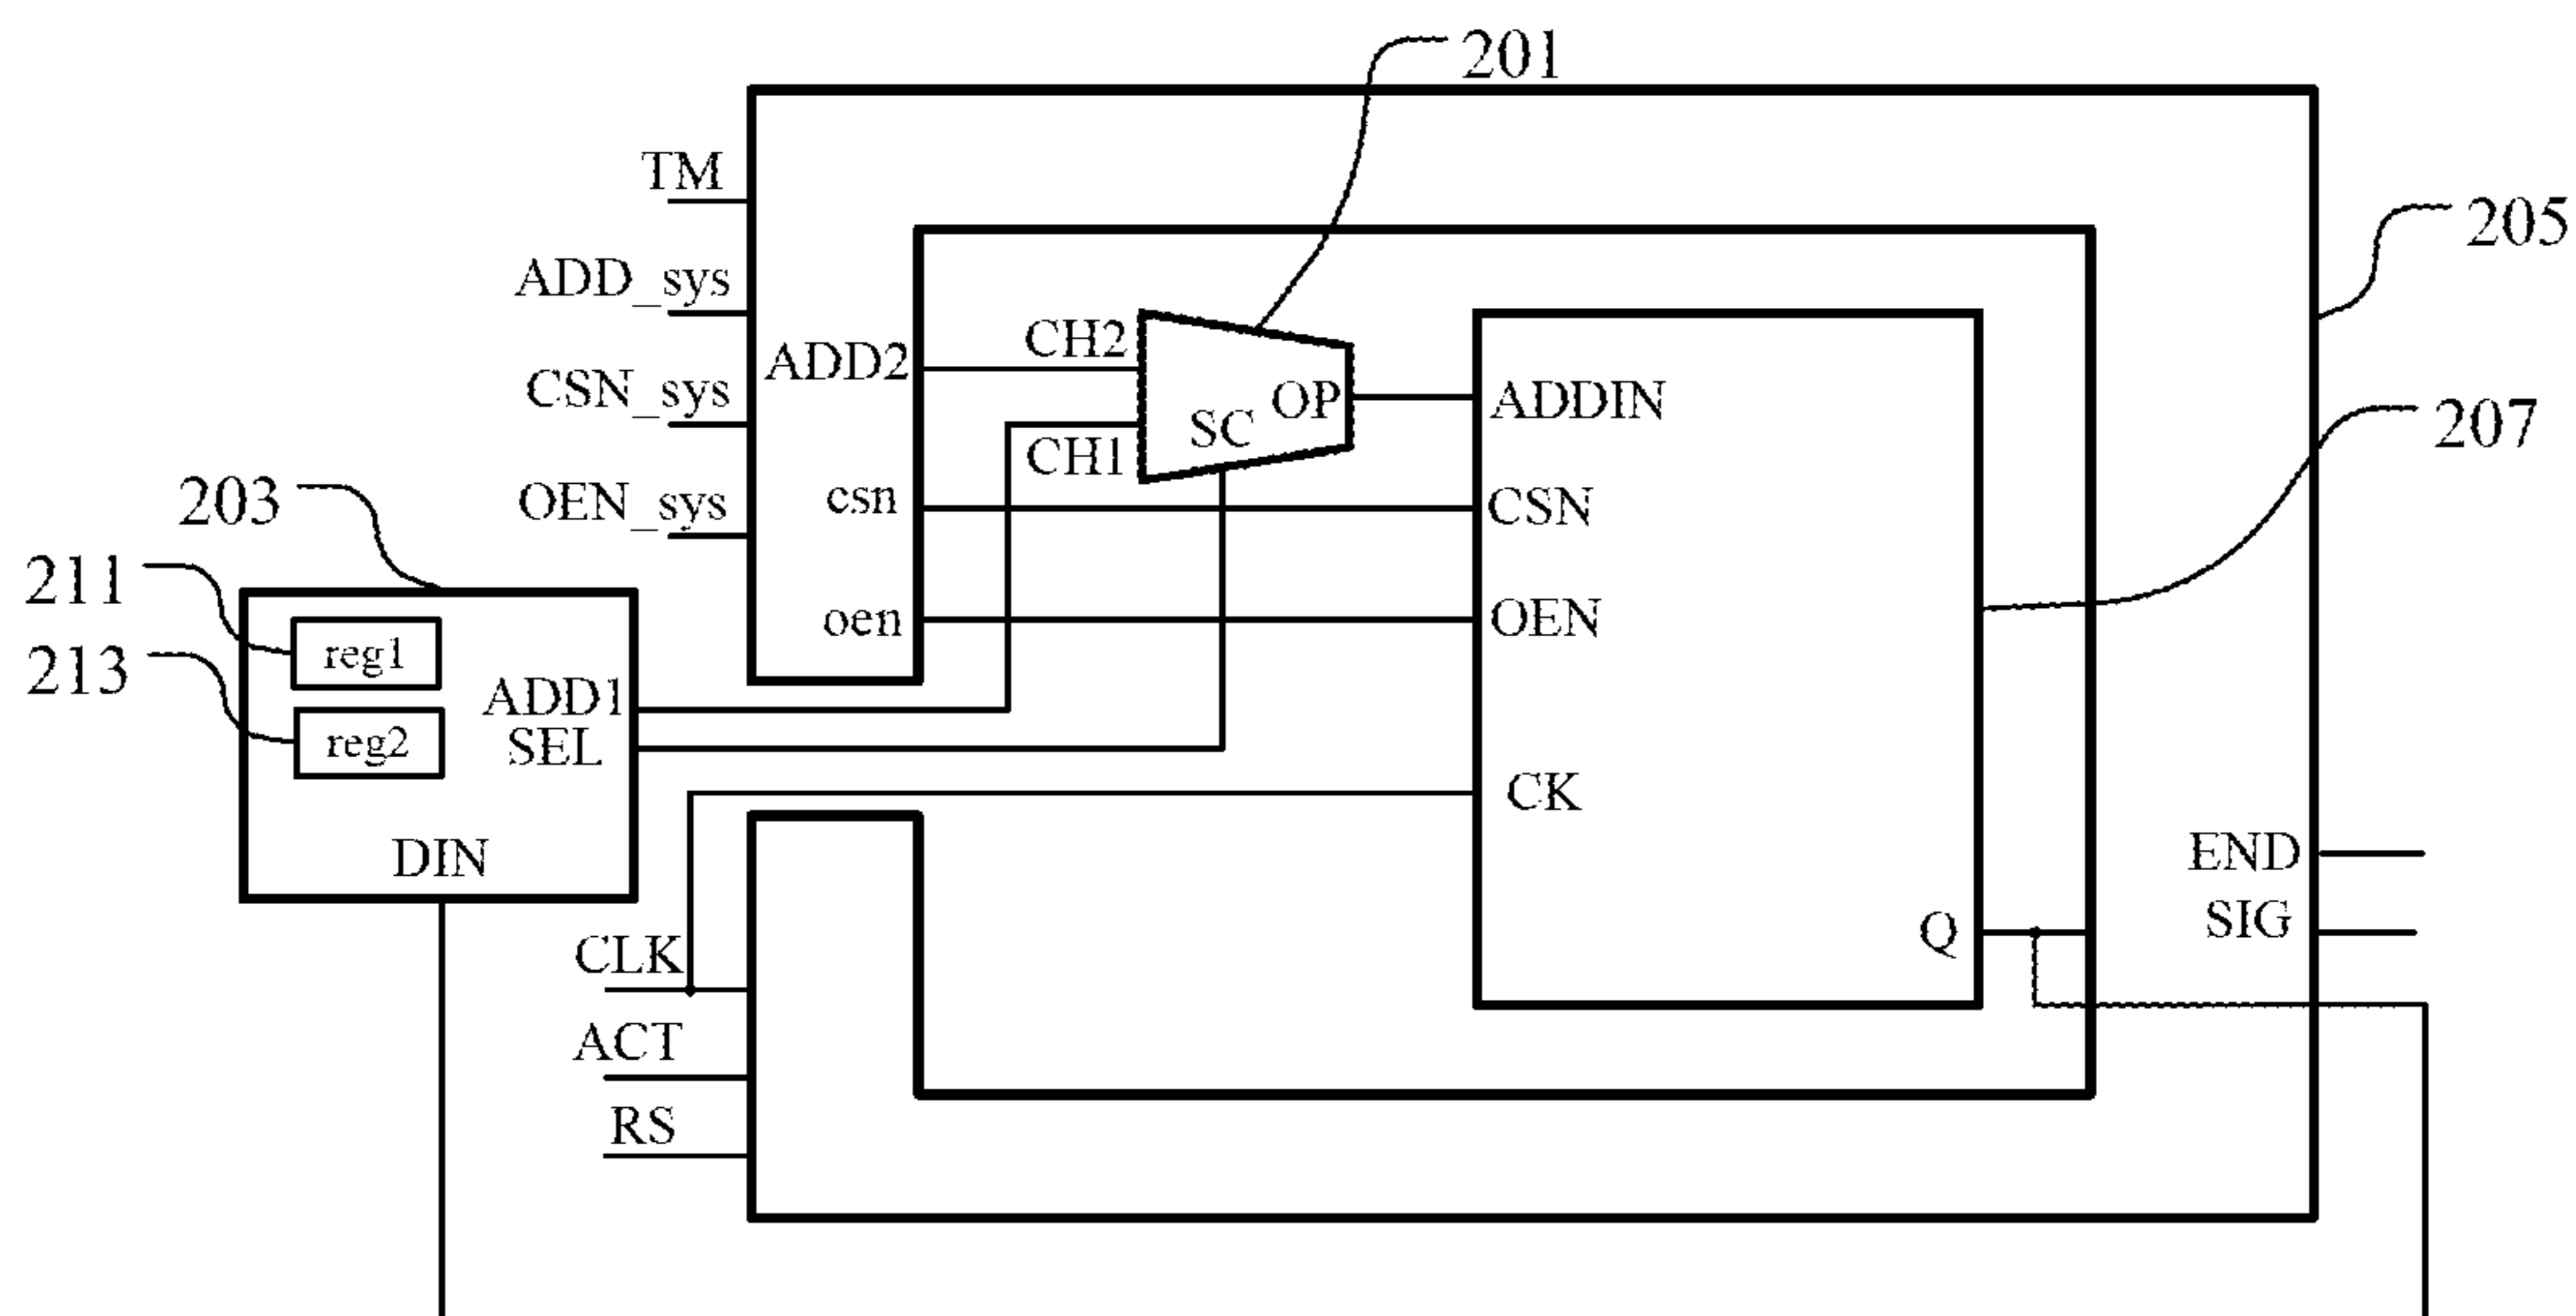 201
TM
205
ADD_sys
CH2
ADD2
CSN_sys
OP
ADDIN
SC
207
CH1
203
OEN_sys
csn
CSN
211
reg1
oen
OEN
213
ADD1
reg2
SEL
CK
DIN
END
CLK
Q
SIG
ACT
RS